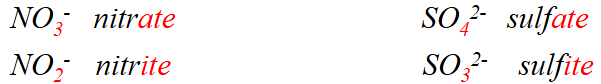 NO₃⁻ nitrate SO₄²⁻ sulfate
NO₂⁻ nitrite SO₃²⁻ sulfite